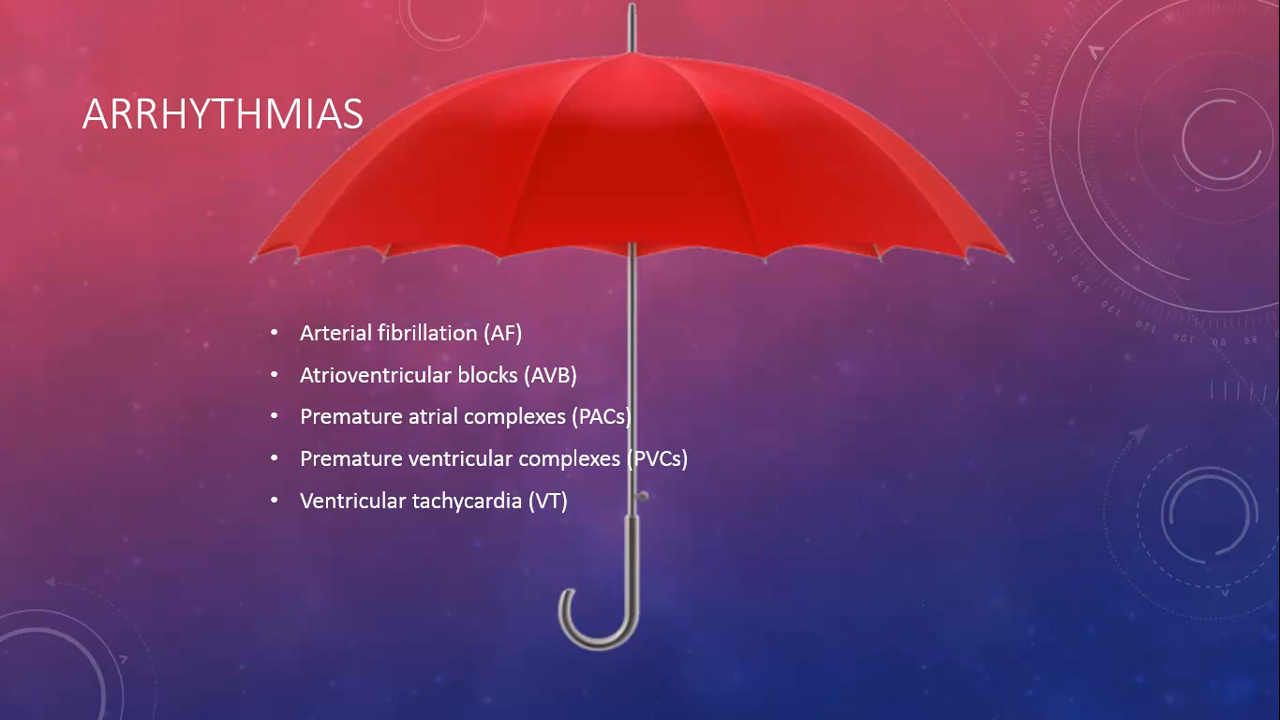 ARRHYTHMIAS
• Arterial fibrillation (AF)
• Atrioventricular blocks (AVB)
• Premature atrial complexes (PACs)
• Premature ventricular complexes (PVCs)
• Ventricular tachycardia (VT)